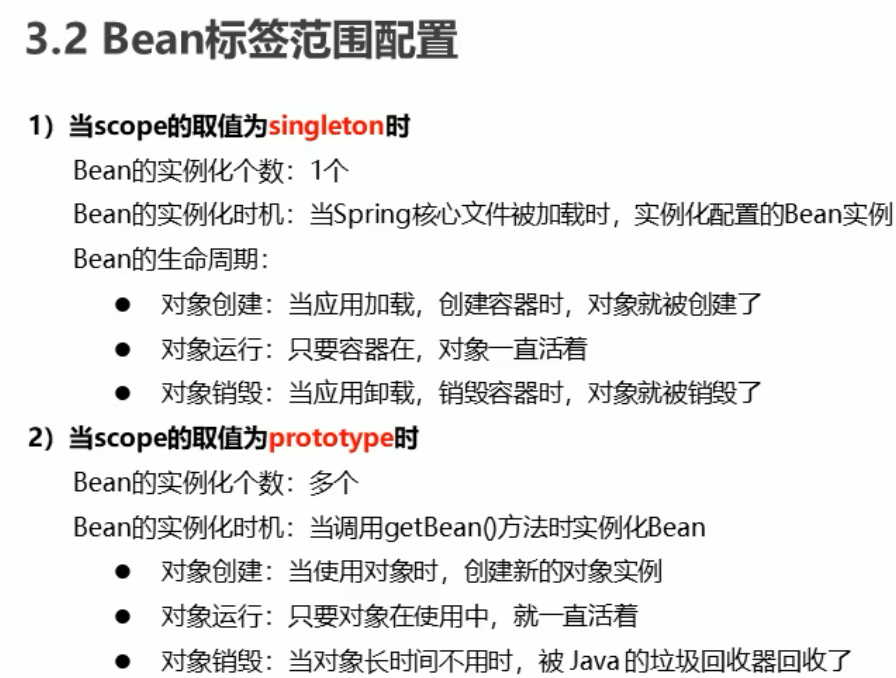 3.2 Bean标签范围配置
1）当scope的取值为singleton时
Bean的实例化个数：1个
Bean的实例化时机：当Spring核心文件被加载时，实例化配置的Bean实例
Bean的生命周期：
● 对象创建：当应用加载，创建容器时，对象就被创建了
● 对象运行：只要容器在，对象一直活着
● 对象销毁：当应用卸载，销毁容器时，对象就被销毁了
2）当scope的取值为prototype时
Bean的实例化个数：多个
Bean的实例化时机：当调用getBean()方法时实例化Bean
● 对象创建：当使用对象时，创建新的对象实例
● 对象运行：只要对象在使用中，就一直活着
● 对象销毁：当对象长时间不用时，被 Java 的垃圾回收器回收了